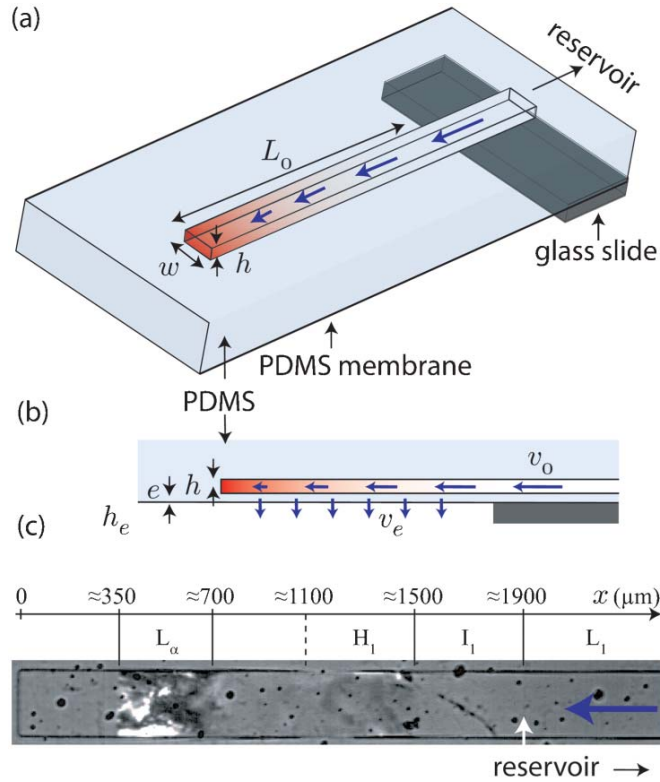 (a)
reservoir
L₀
w
h
glass slide
PDMS membrane
PDMS
(b)
v₀
h
e
hₑ
vₑ
(c)
0 ≈350 ≈700 ≈1100 ≈1500 ≈1900 x (μm)
Lα H₁ I₁ L₁
reservoir